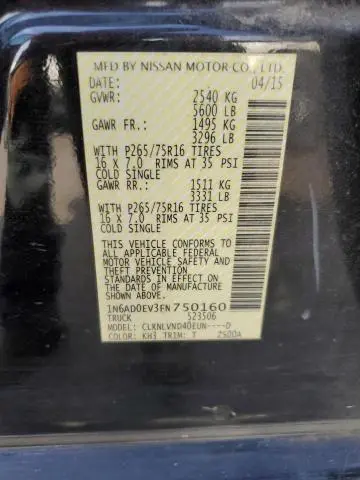 MFD BY NISSAN MOTOR CO., LTD.
DATE: 04/15
GVWR: 2540 KG
5600 LB
GAWR FR.: 1495 KG
3296 LB
WITH P265/75R16 TIRES
16 X 7.0 RIMS AT 35 PSI
COLD SINGLE
GAWR RR.: 1511 KG
3331 LB
WITH P265/75R16 TIRES
16 X 7.0 RIMS AT 35 PSI
COLD SINGLE
THIS VEHICLE CONFORMS TO
ALL APPLICABLE FEDERAL
MOTOR VEHICLE SAFETY
AND THEFT PREVENTION
STANDARDS IN EFFECT ON
THE DATE OF MANUFACTURE
SHOWN ABOVE.
1N6AD0EV3FN750160
TRUCK 523506
MODEL: CLKNLVND40EUN----D
COLOR: KH3 TRIM: T